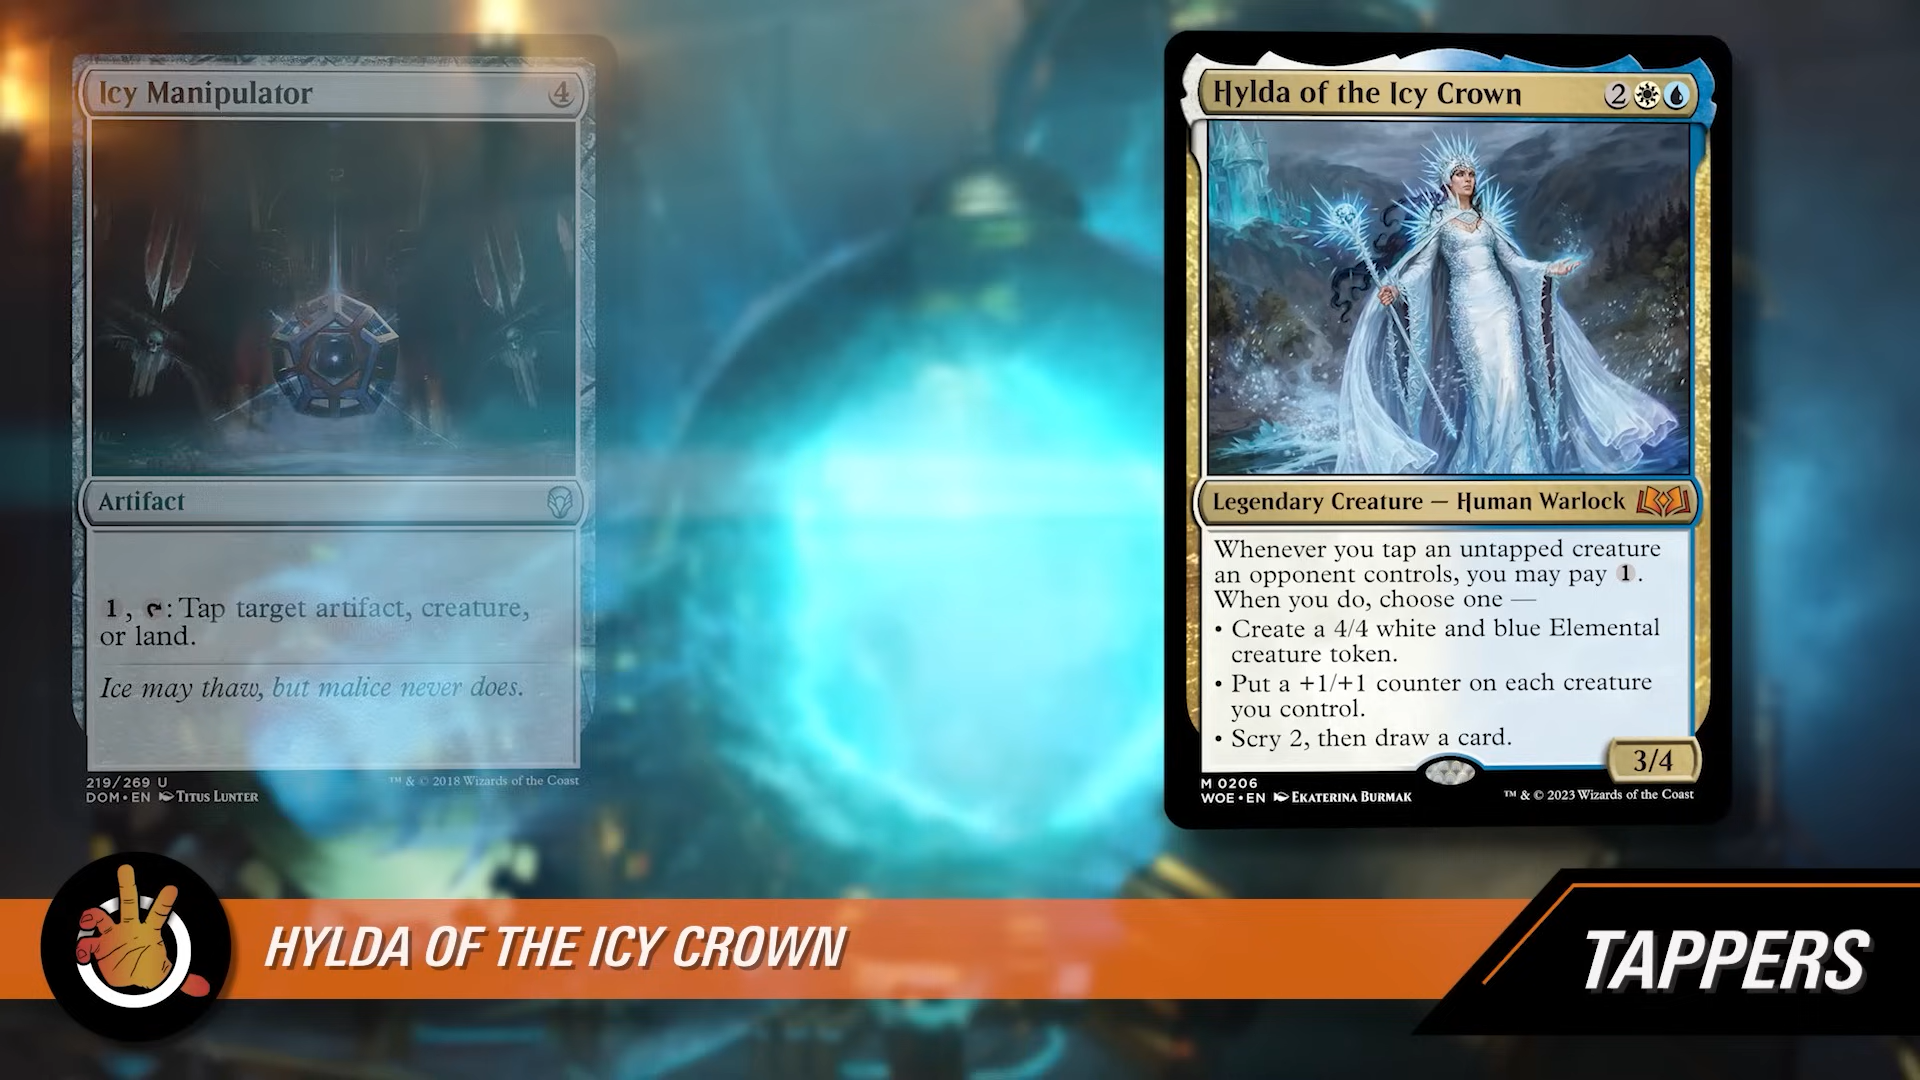 Icy Manipulator 4
Artifact
1, : Tap target artifact, creature,
or land.
Ice may thaw, but malice never does.
219/269 U
™ & © 2018 Wizards of the Coast
DOM • EN Titus Lunter
Hylda of the Icy Crown 2
Legendary Creature — Human Warlock
Whenever you tap an untapped creature
an opponent controls, you may pay 1.
When you do, choose one —
• Create a 4/4 white and blue Elemental
creature token.
• Put a +1/+1 counter on each creature
you control.
• Scry 2, then draw a card.
3/4
M 0206
WOE • EN Ekaterina Burmak
™ & © 2023 Wizards of the Coast
HYLDA OF THE ICY CROWN
TAPPERS